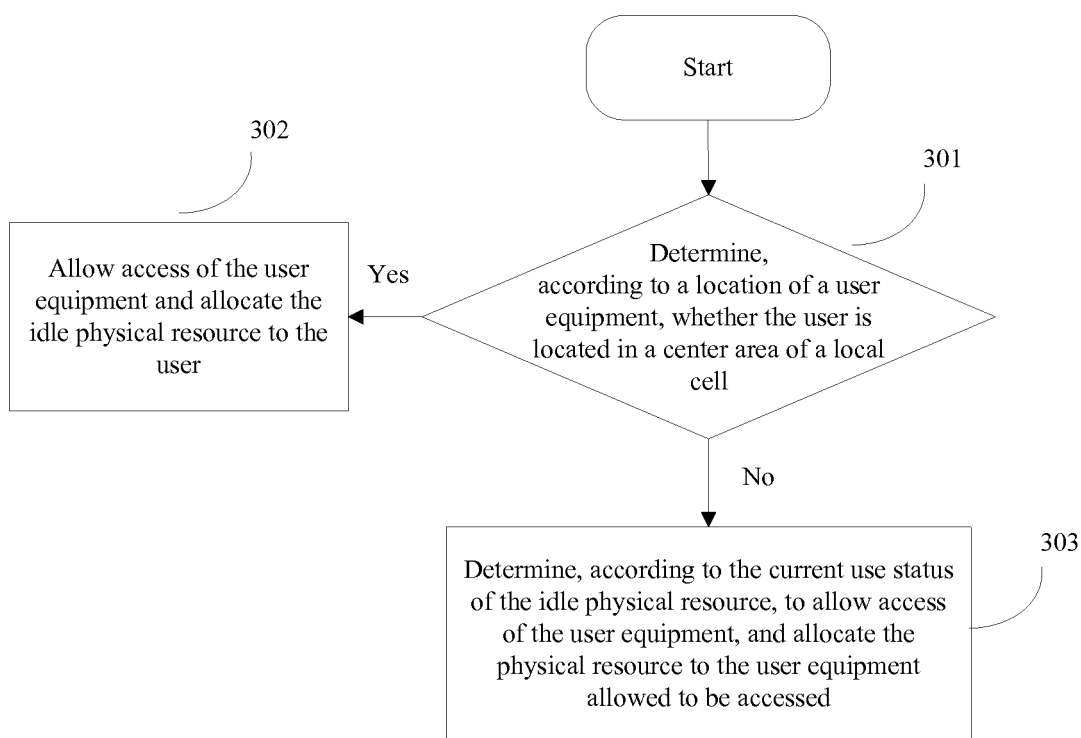 Start
302
301
Allow access of the user
equipment and allocate the
idle physical resource to the
user
Yes
Determine,
according to a location of a user
equipment, whether the user is
located in a center area of a local
cell
No
303
Determine, according to the current use status
of the idle physical resource, to allow access
of the user equipment, and allocate the
physical resource to the user equipment
allowed to be accessed